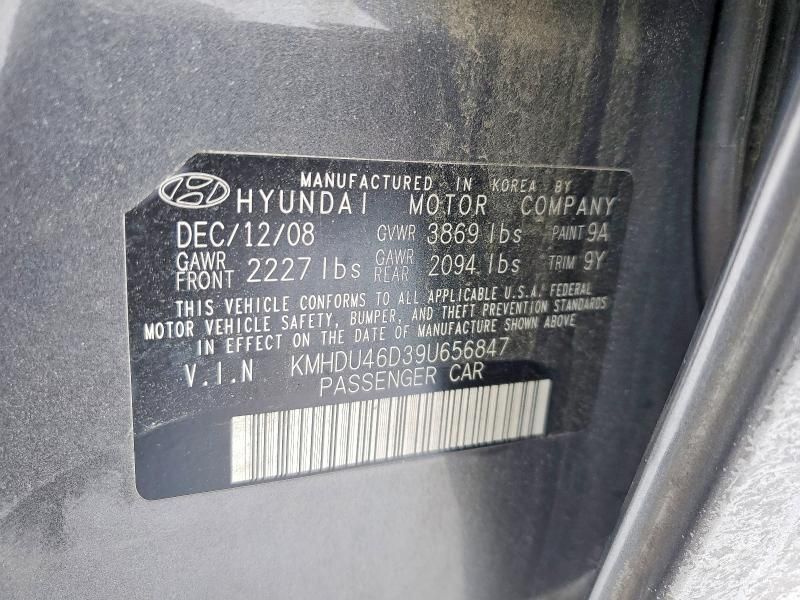 MANUFACTURED IN KOREA BY
HYUNDAI MOTOR COMPANY
DEC/12/08 GVWR 3869 lbs PAINT 9A
GAWR FRONT 2227 lbs GAWR REAR 2094 lbs TRIM 9Y
THIS VEHICLE CONFORMS TO ALL APPLICABLE U.S.A. FEDERAL
MOTOR VEHICLE SAFETY, BUMPER, AND THEFT PREVENTION STANDARDS
IN EFFECT ON THE DATE OF MANUFACTURE SHOWN ABOVE
V.I.N KMHDU46D39U656847
PASSENGER CAR